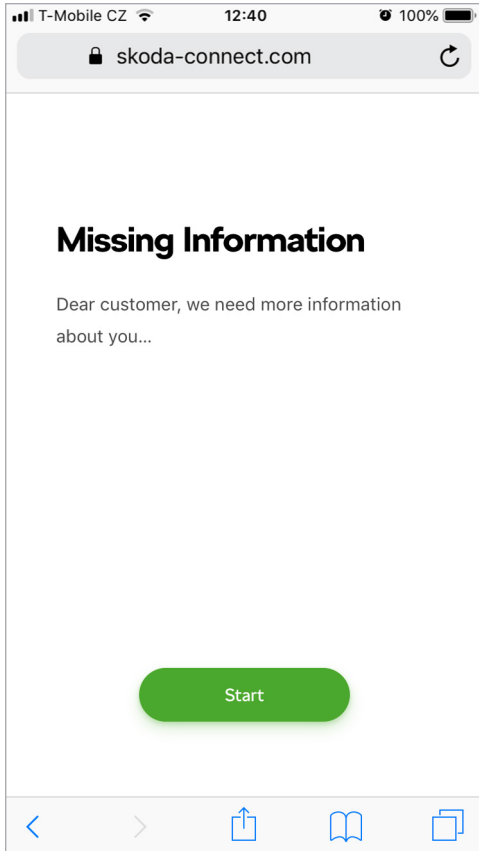 T-Mobile CZ 12:40 100%
skoda-connect.com
Missing Information
Dear customer, we need more information
about you...
Start